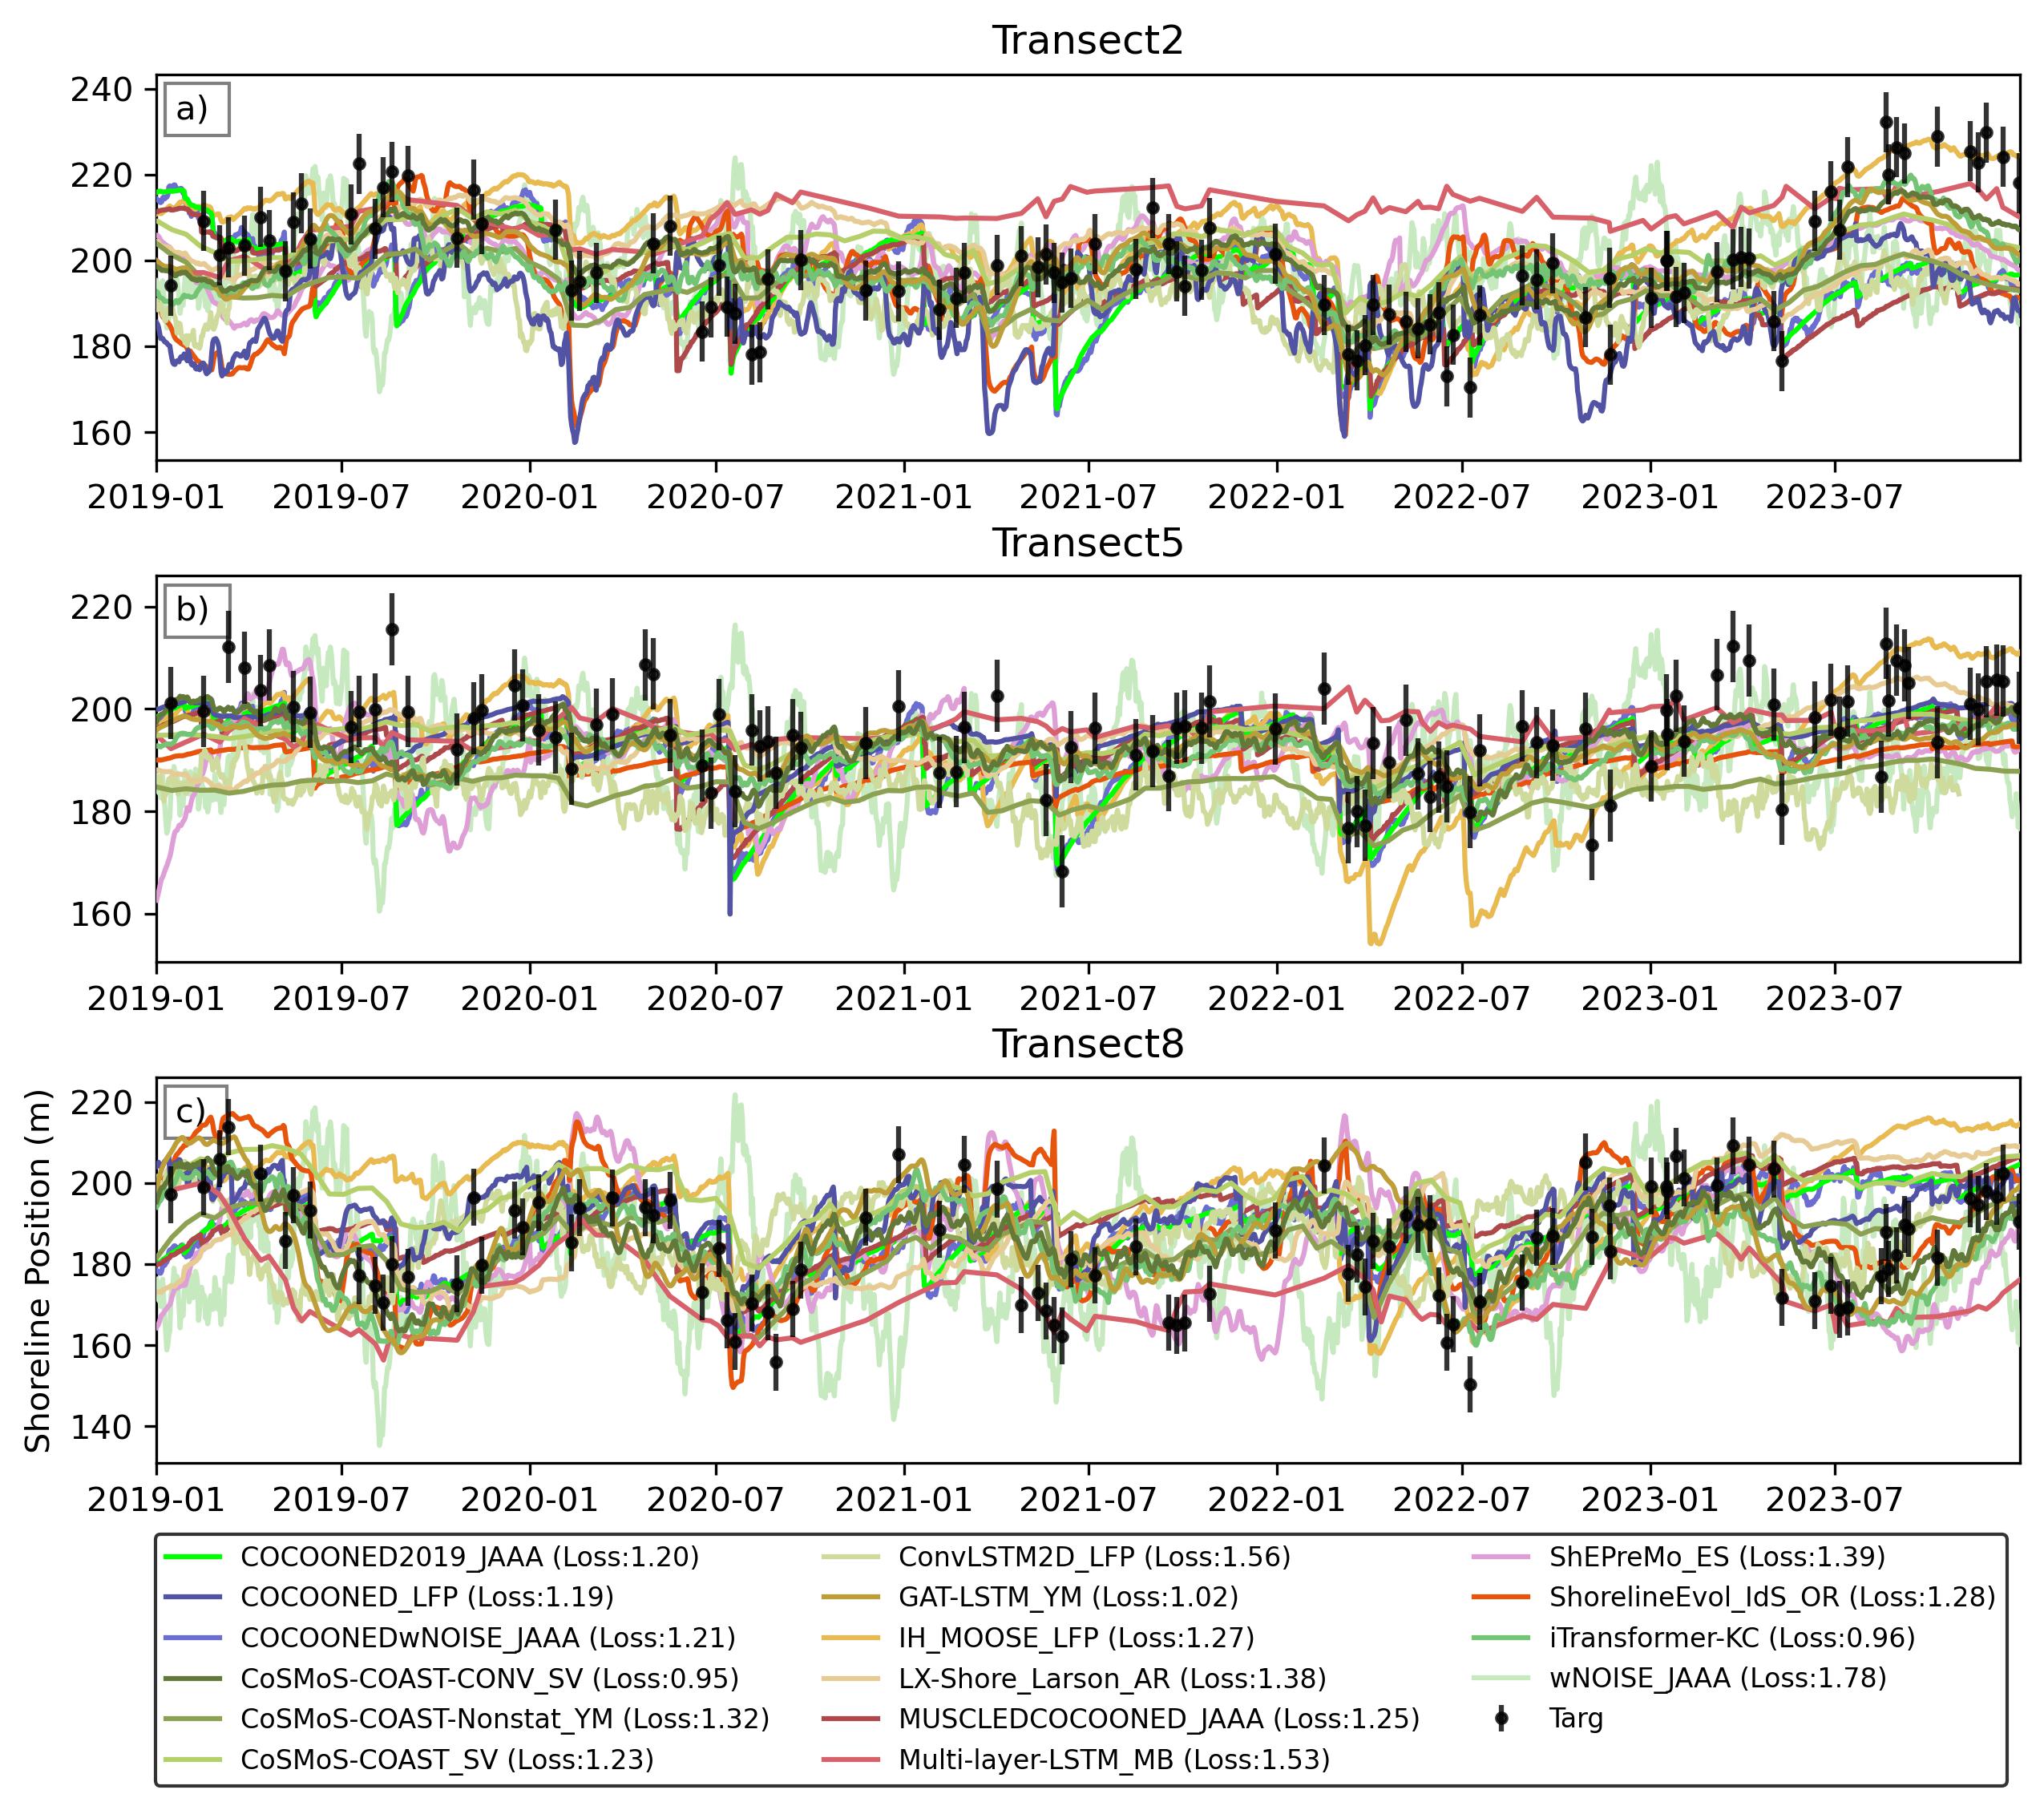 Transect2
a)
240
220
200
180
160
2019-01 2019-07 2020-01 2020-07 2021-01 2021-07 2022-01 2022-07 2023-01 2023-07
Transect5
b)
220
200
180
160
2019-01 2019-07 2020-01 2020-07 2021-01 2021-07 2022-01 2022-07 2023-01 2023-07
Transect8
c)
Shoreline Position (m)
220
200
180
160
140
2019-01 2019-07 2020-01 2020-07 2021-01 2021-07 2022-01 2022-07 2023-01 2023-07
COCOONED2019_JAAA (Loss:1.20)
COCOONED_LFP (Loss:1.19)
COCOONEDwNOISE_JAAA (Loss:1.21)
CoSMoS-COAST-CONV_SV (Loss:0.95)
CoSMoS-COAST-Nonstat_YM (Loss:1.32)
CoSMoS-COAST_SV (Loss:1.23)
ConvLSTM2D_LFP (Loss:1.56)
GAT-LSTM_YM (Loss:1.02)
IH_MOOSE_LFP (Loss:1.27)
LX-Shore_Larson_AR (Loss:1.38)
MUSCLEDCOCOONED_JAAA (Loss:1.25)
Multi-layer-LSTM_MB (Loss:1.53)
ShEPreMo_ES (Loss:1.39)
ShorelineEvol_IdS_OR (Loss:1.28)
iTransformer-KC (Loss:0.96)
wNOISE_JAAA (Loss:1.78)
Targ